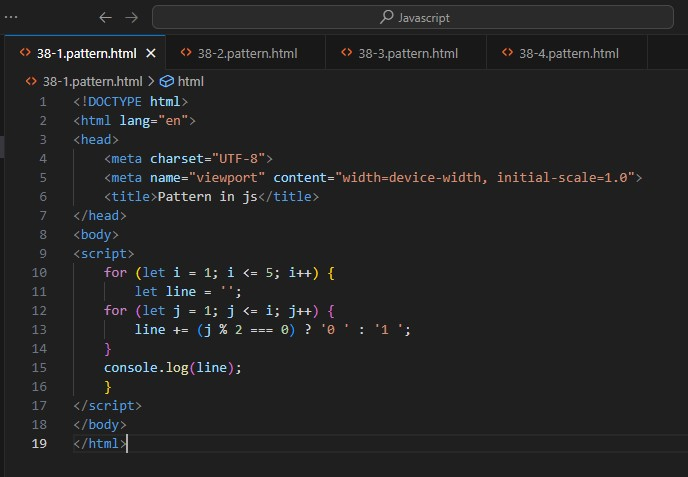 Javascript
38-1.pattern.html 38-2.pattern.html 38-3.pattern.html 38-4.pattern.html
38-1.pattern.html > html
1 <!DOCTYPE html>
2 <html lang="en">
3 <head>
4     <meta charset="UTF-8">
5     <meta name="viewport" content="width=device-width, initial-scale=1.0">
6     <title>Pattern in js</title>
7 </head>
8 <body>
9 <script>
10     for (let i = 1; i <= 5; i++) {
11         let line = '';
12     for (let j = 1; j <= i; j++) {
13         line += (j % 2 === 0) ? '0 ' : '1 ';
14     }
15     console.log(line);
16     }
17 </script>
18 </body>
19 </html>